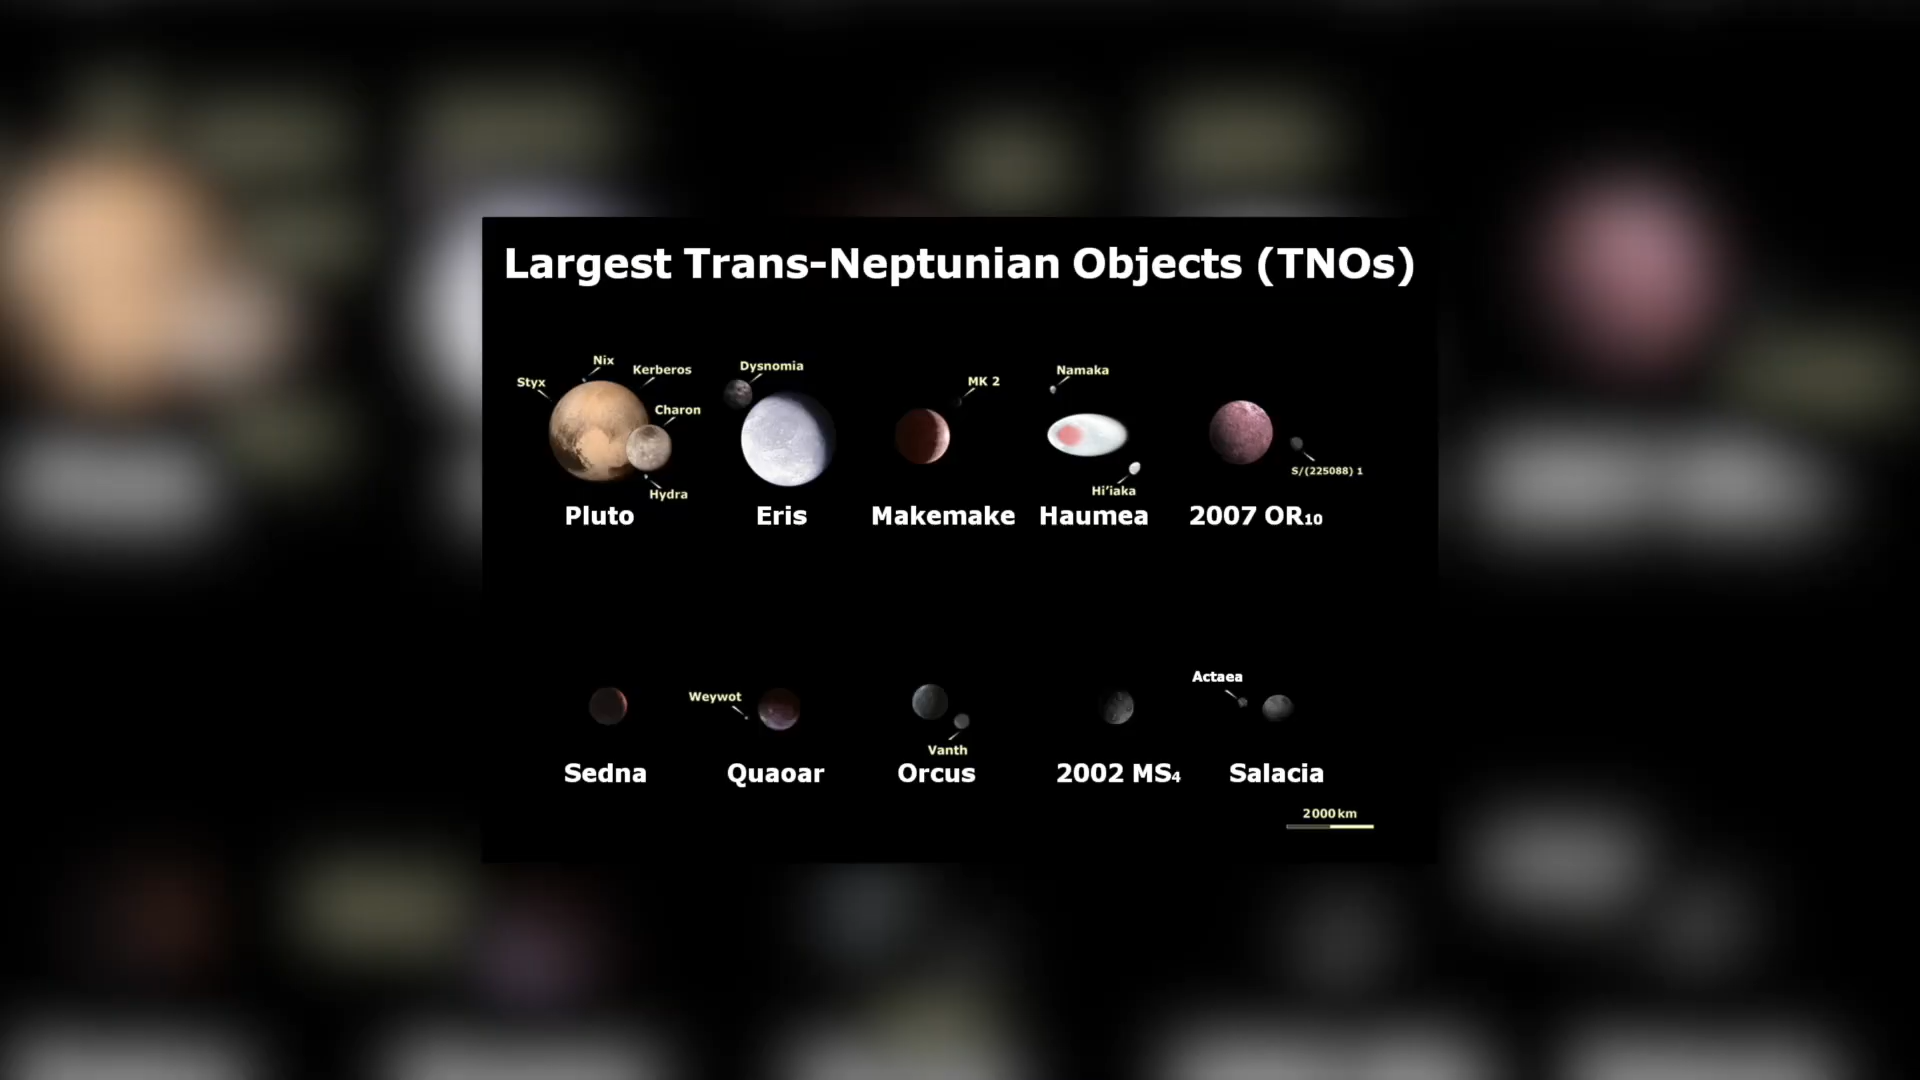 Largest Trans-Neptunian Objects (TNOs)
Nix
Kerberos
Styx
Charon
Hydra
Pluto
Dysnomia
Eris
MK 2
Makemake
Namaka
Hi'iaka
Haumea
S/(225088) 1
2007 OR₁₀
Sedna
Weywot
Quaoar
Vanth
Orcus
2002 MS₄
Actaea
Salacia
2000 km